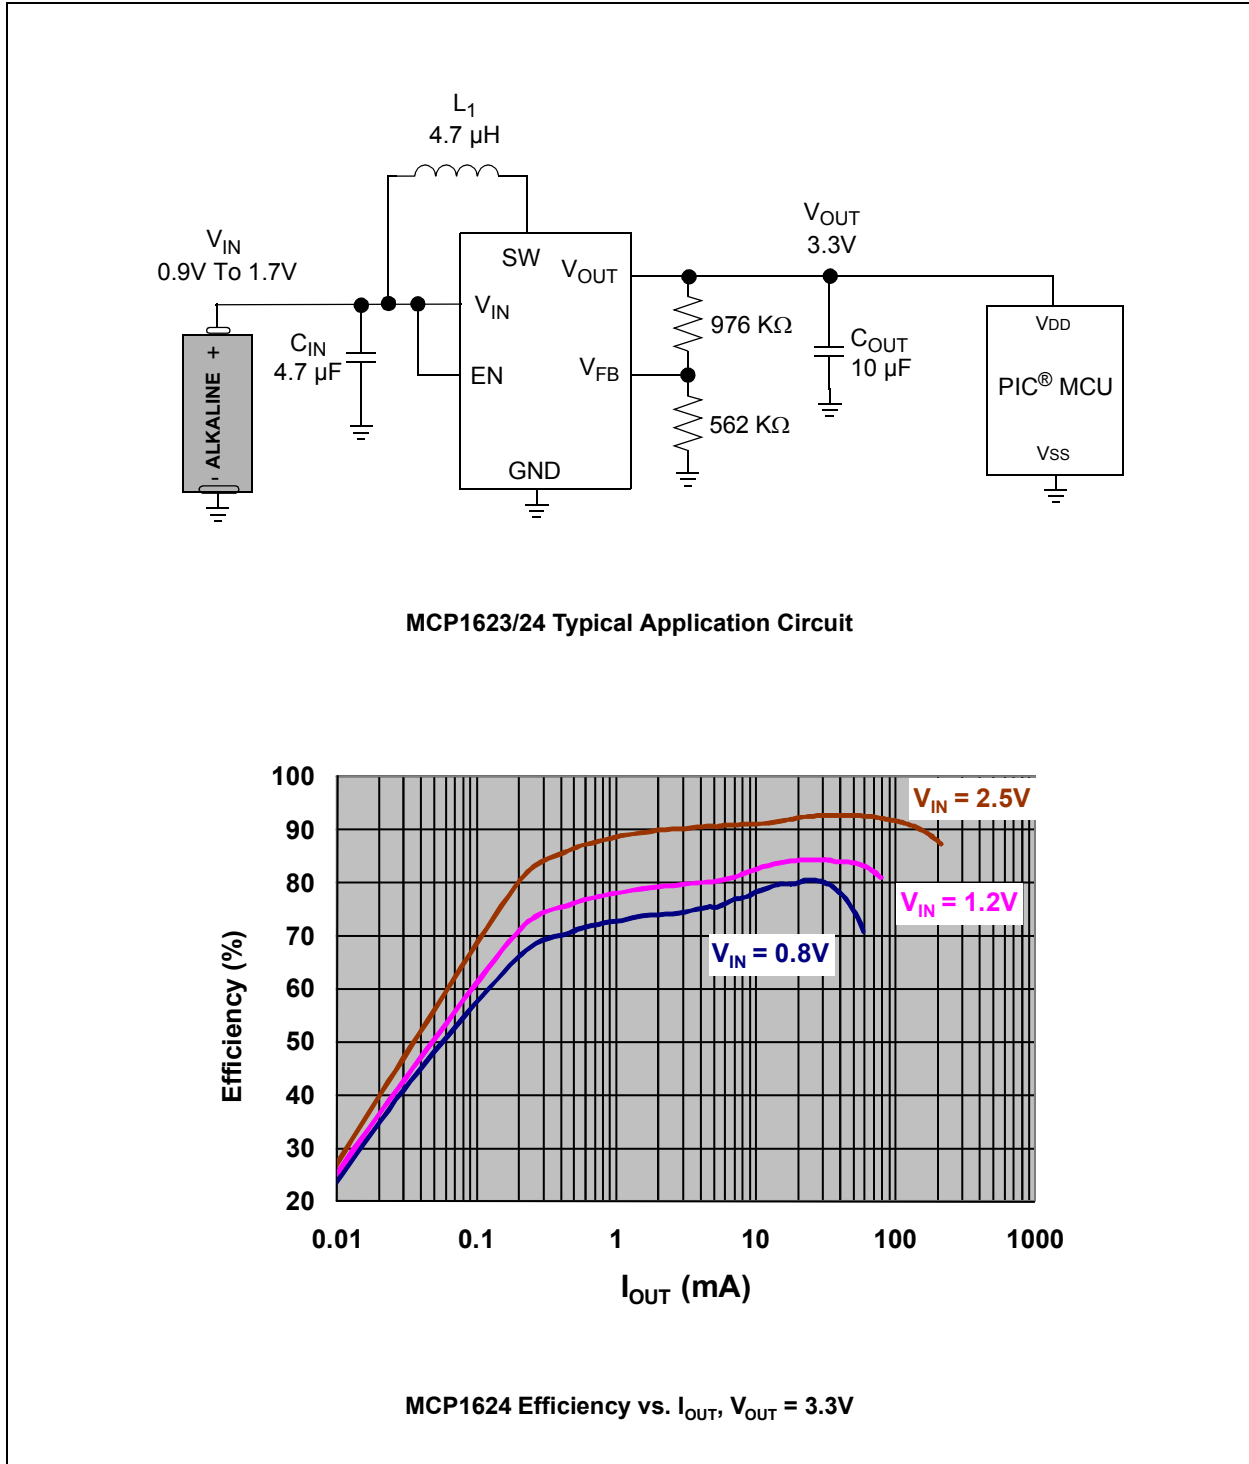 L1
4.7 µH
VIN
0.9V To 1.7V
VOUT
3.3V
SW
VOUT
VIN
EN
VFB
GND
CIN
4.7 µF
+
ALKALINE
-
976 KΩ
562 KΩ
COUT
10 µF
VDD
PIC® MCU
VSS
MCP1623/24 Typical Application Circuit
100
90
80
70
60
50
40
30
20
Efficiency (%)
VIN = 2.5V
VIN = 1.2V
VIN = 0.8V
0.01 0.1 1 10 100 1000
IOUT (mA)
MCP1624 Efficiency vs. IOUT, VOUT = 3.3V